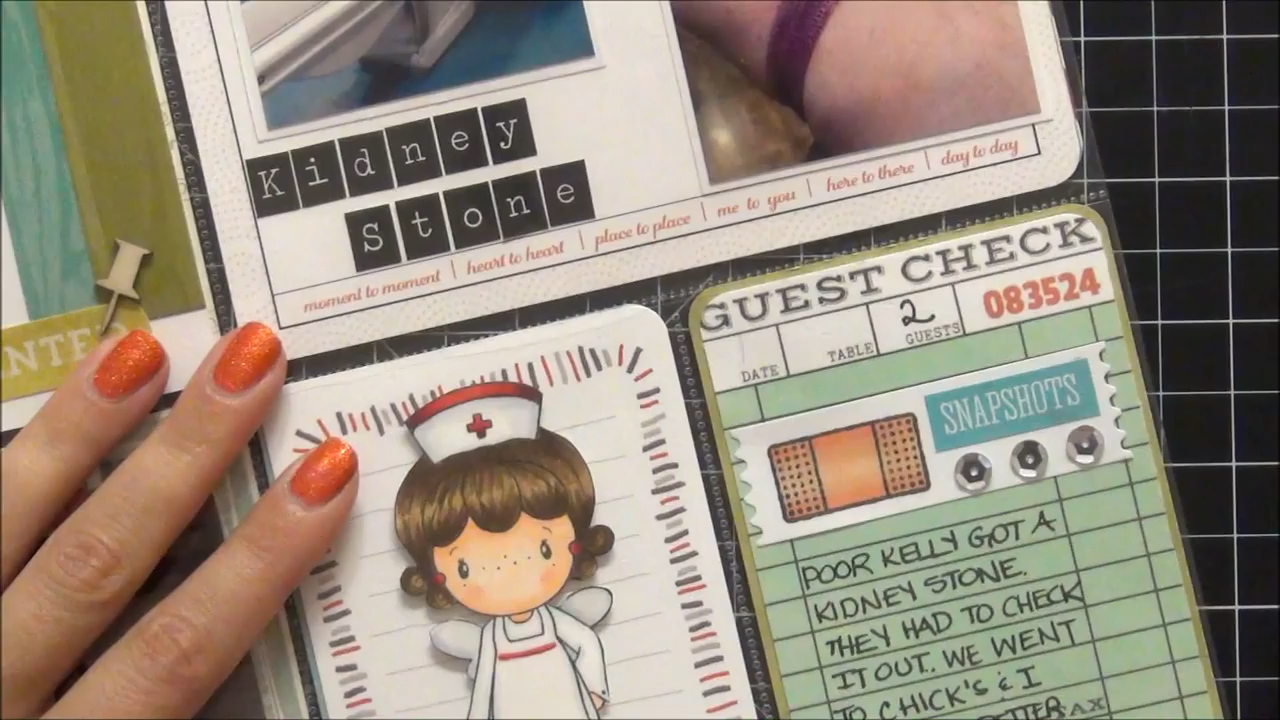 Kidney
Stone
moment to moment | heart to heart | place to place | me to you | here to there | day to day
GUEST CHECK
DATE TABLE 2 GUESTS 083524
SNAPSHOTS
POOR KELLY GOT A
KIDNEY STONE.
THEY HAD TO CHECK
IT OUT. WE WENT
TO CHICK'S & I